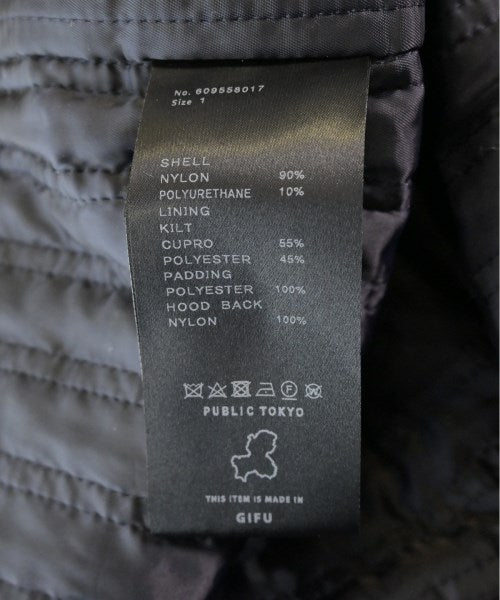 No. 609558017
Size 1
SHELL
NYLON 90%
POLYURETHANE 10%
LINING
KILT
CUPRO 55%
POLYESTER 45%
PADDING
POLYESTER 100%
HOOD BACK
NYLON 100%
PUBLIC TOKYO
THIS ITEM IS MADE IN
GIFU